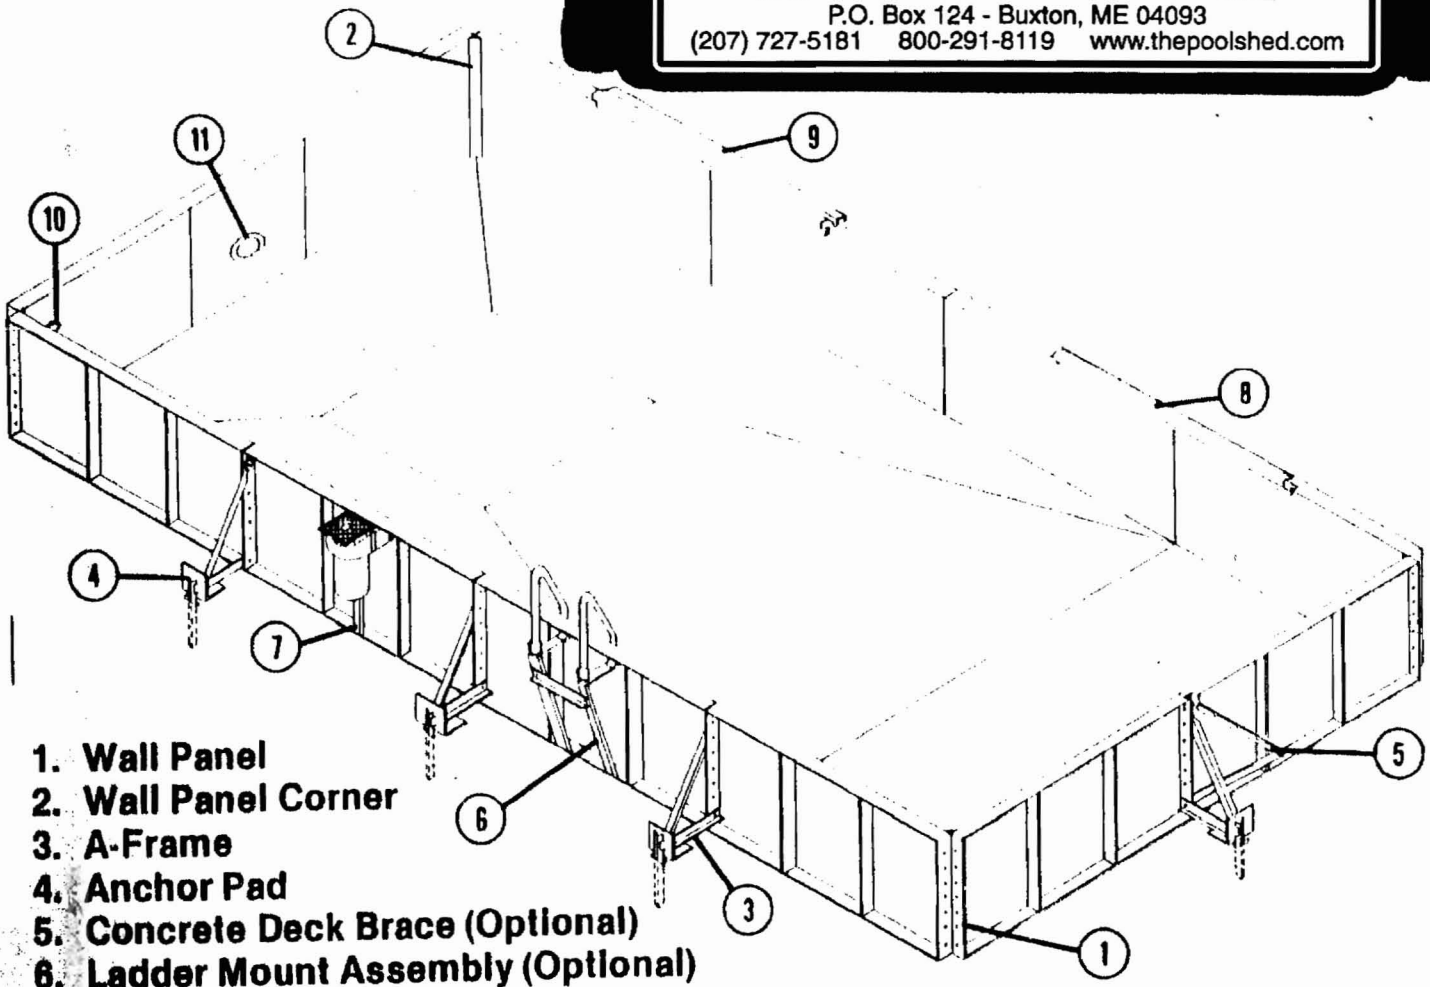 P.O. Box 124 - Buxton, ME 04093
(207) 727-5181 800-291-8119 www.thepoolshed.com
2
9
11
10
8
4
7
5
6
3
1
1. Wall Panel
2. Wall Panel Corner
3. A-Frame
4. Anchor Pad
5. Concrete Deck Brace (Optional)
6. Ladder Mount Assembly (Optional)